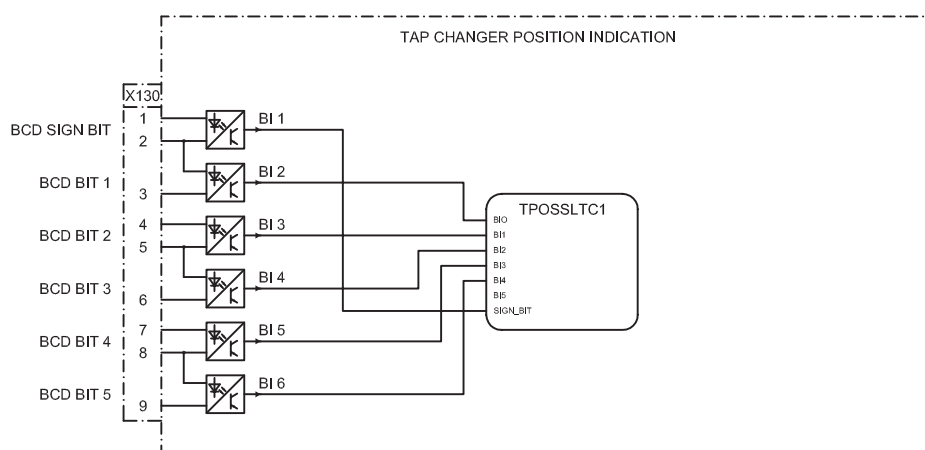 TAP CHANGER POSITION INDICATION
X130
BCD SIGN BIT
1
2
BI 1
BCD BIT 1
3
BI 2
BCD BIT 2
4
5
BI 3
BCD BIT 3
6
BI 4
BCD BIT 4
7
8
BI 5
BCD BIT 5
9
BI 6
TPOSSLTC1
BI0
BI1
BI2
BI3
BI4
BI5
SIGN_BIT